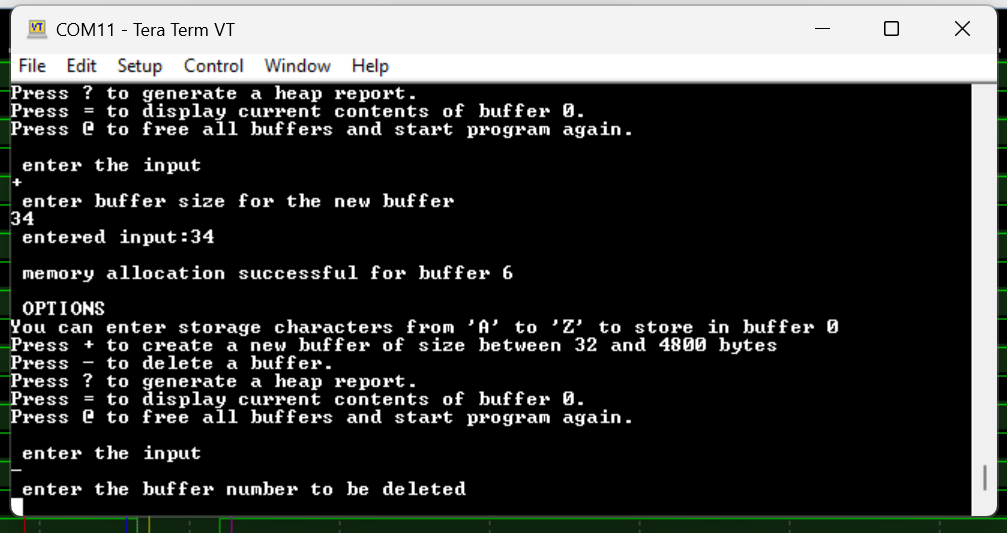 COM11 - Tera Term VT
File Edit Setup Control Window Help
Press ? to generate a heap report.
Press = to display current contents of buffer 0.
Press @ to free all buffers and start program again.
enter the input
+
enter buffer size for the new buffer
34
entered input:34
memory allocation successful for buffer 6
OPTIONS
You can enter storage characters from 'A' to 'Z' to store in buffer 0
Press + to create a new buffer of size between 32 and 4800 bytes
Press - to delete a buffer.
Press ? to generate a heap report.
Press = to display current contents of buffer 0.
Press @ to free all buffers and start program again.
enter the input
-
enter the buffer number to be deleted